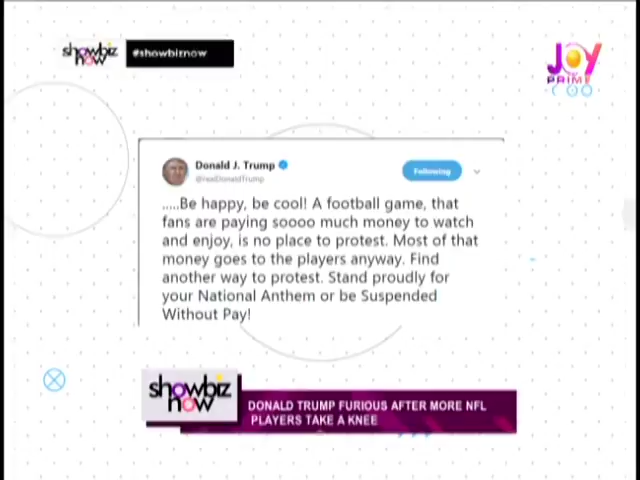 showbiz
now
#showbiznow
JOY
PRIME
Donald J. Trump
@realDonaldTrump
Following
.....Be happy, be cool! A football game, that
fans are paying soooo much money to watch
and enjoy, is no place to protest. Most of that
money goes to the players anyway. Find
another way to protest. Stand proudly for
your National Anthem or be Suspended
Without Pay!
showbiz
now
DONALD TRUMP FURIOUS AFTER MORE NFL
PLAYERS TAKE A KNEE